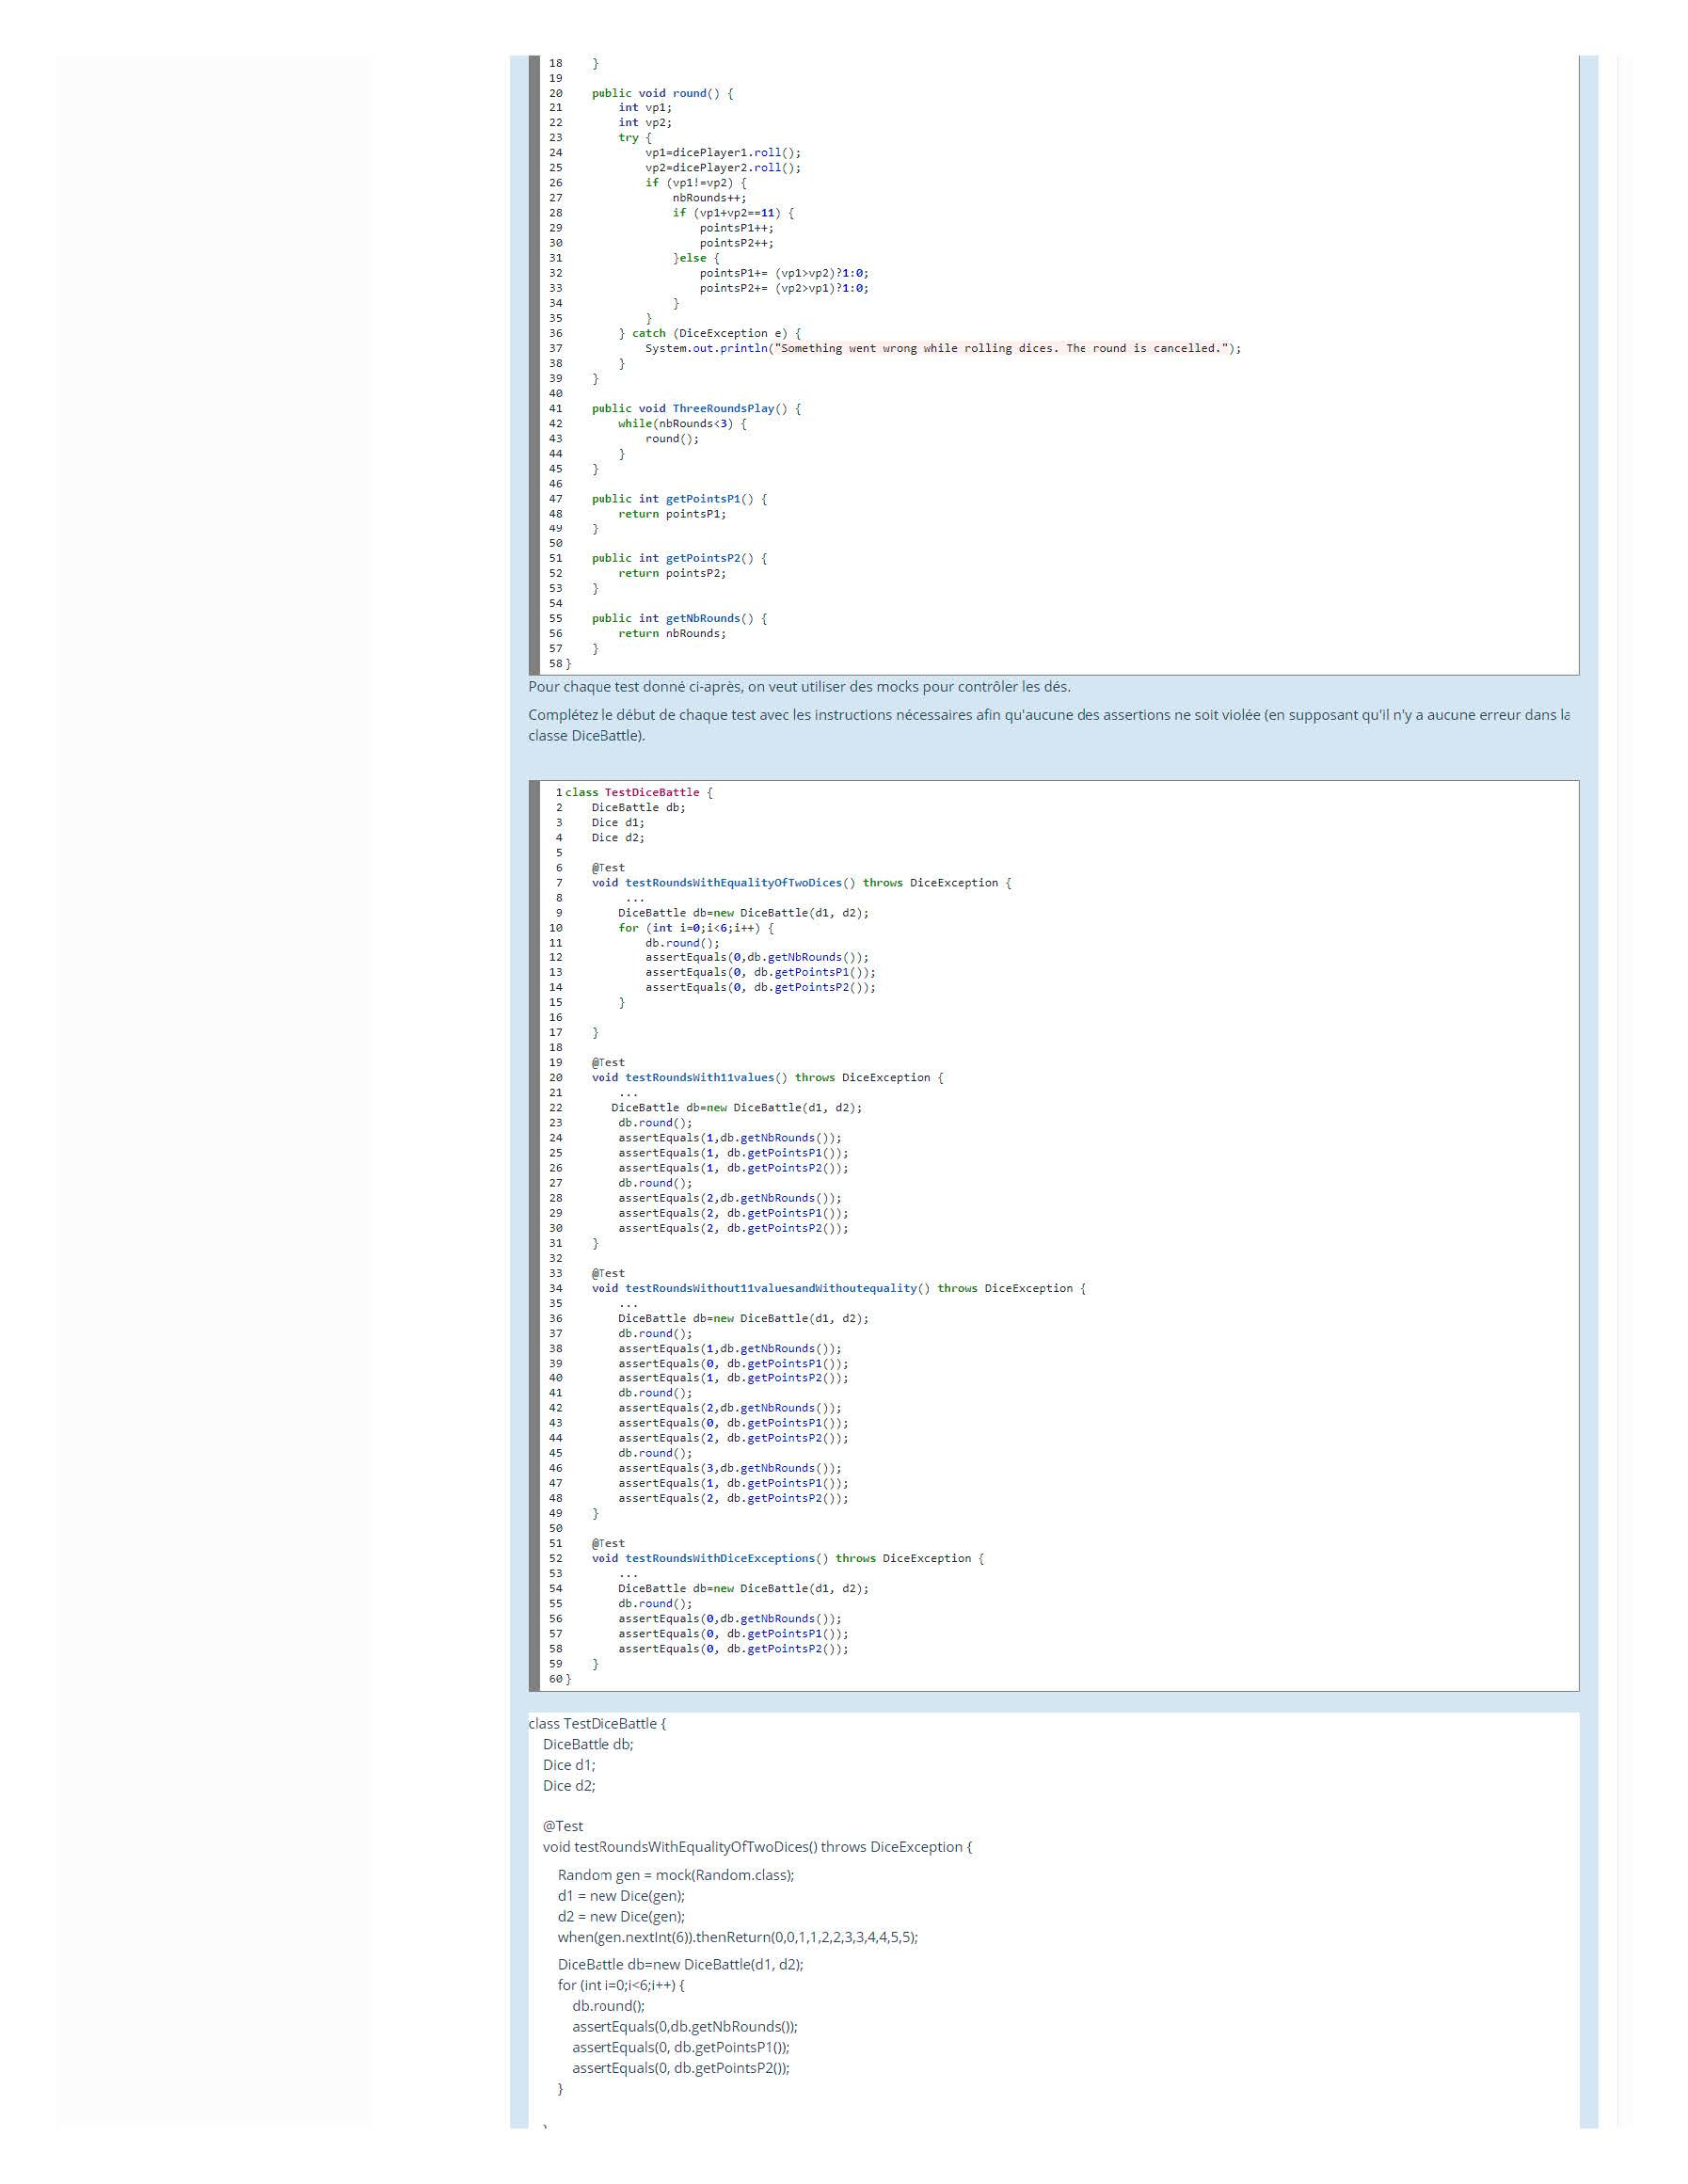 18    }
19
20    public void round() {
21        int vp1;
22        int vp2;
23        try {
24            vp1=dicePlayer1.roll();
25            vp2=dicePlayer2.roll();
26            if (vp1!=vp2) {
27                nbRounds++;
28                if (vp1+vp2==11) {
29                    pointsP1++;
30                    pointsP2++;
31                }else {
32                    pointsP1+= (vp1>vp2)?1:0;
33                    pointsP2+= (vp2>vp1)?1:0;
34                }
35            }
36        } catch (DiceException e) {
37            System.out.println("Something went wrong while rolling dices. The round is cancelled.");
38        }
39    }
40
41    public void ThreeRoundsPlay() {
42        while(nbRounds<3) {
43            round();
44        }
45    }
46
47    public int getPointsP1() {
48        return pointsP1;
49    }
50
51    public int getPointsP2() {
52        return pointsP2;
53    }
54
55    public int getNbRounds() {
56        return nbRounds;
57    }
58 }
Pour chaque test donné ci-après, on veut utiliser des mocks pour contrôler les dés.
Complétez le début de chaque test avec les instructions nécessaires afin qu'aucune des assertions ne soit violée (en supposant qu'il n'y a aucune erreur dans la
classe DiceBattle).
1 class TestDiceBattle {
2    DiceBattle db;
3    Dice d1;
4    Dice d2;
5
6    @Test
7    void testRoundsWithEqualityOfTwoDices() throws DiceException {
8         ...
9        DiceBattle db=new DiceBattle(d1, d2);
10        for (int i=0;i<6;i++) {
11            db.round();
12            assertEquals(0,db.getNbRounds());
13            assertEquals(0, db.getPointsP1());
14            assertEquals(0, db.getPointsP2());
15        }
16
17    }
18
19    @Test
20    void testRoundsWith11values() throws DiceException {
21        ...
22       DiceBattle db=new DiceBattle(d1, d2);
23        db.round();
24        assertEquals(1,db.getNbRounds());
25        assertEquals(1, db.getPointsP1());
26        assertEquals(1, db.getPointsP2());
27        db.round();
28        assertEquals(2,db.getNbRounds());
29        assertEquals(2, db.getPointsP1());
30        assertEquals(2, db.getPointsP2());
31    }
32
33    @Test
34    void testRoundsWithout11valuesandWithoutequality() throws DiceException {
35        ...
36        DiceBattle db=new DiceBattle(d1, d2);
37        db.round();
38        assertEquals(1,db.getNbRounds());
39        assertEquals(0, db.getPointsP1());
40        assertEquals(1, db.getPointsP2());
41        db.round();
42        assertEquals(2,db.getNbRounds());
43        assertEquals(0, db.getPointsP1());
44        assertEquals(2, db.getPointsP2());
45        db.round();
46        assertEquals(3,db.getNbRounds());
47        assertEquals(1, db.getPointsP1());
48        assertEquals(2, db.getPointsP2());
49    }
50
51    @Test
52    void testRoundsWithDiceExceptions() throws DiceException {
53        ...
54        DiceBattle db=new DiceBattle(d1, d2);
55        db.round();
56        assertEquals(0,db.getNbRounds());
57        assertEquals(0, db.getPointsP1());
58        assertEquals(0, db.getPointsP2());
59    }
60 }
class TestDiceBattle {
DiceBattle db;
Dice d1;
Dice d2;
@Test
void testRoundsWithEqualityOfTwoDices() throws DiceException {
Random gen = mock(Random.class);
d1 = new Dice(gen);
d2 = new Dice(gen);
when(gen.nextInt(6)).thenReturn(0,0,1,1,2,2,3,3,4,4,5,5);
DiceBattle db=new DiceBattle(d1, d2);
for (int i=0;i<6;i++) {
db.round();
assertEquals(0,db.getNbRounds());
assertEquals(0, db.getPointsP1());
assertEquals(0, db.getPointsP2());
}